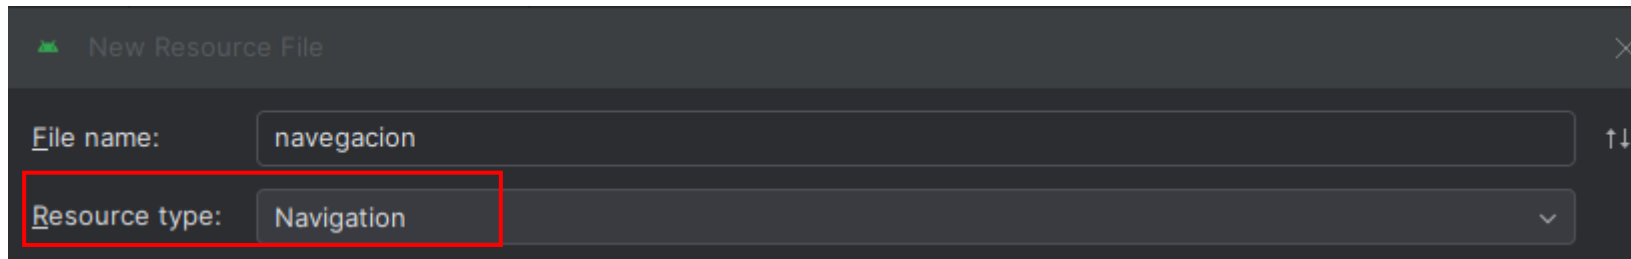 New Resource File
File name: navegacion
Resource type: Navigation